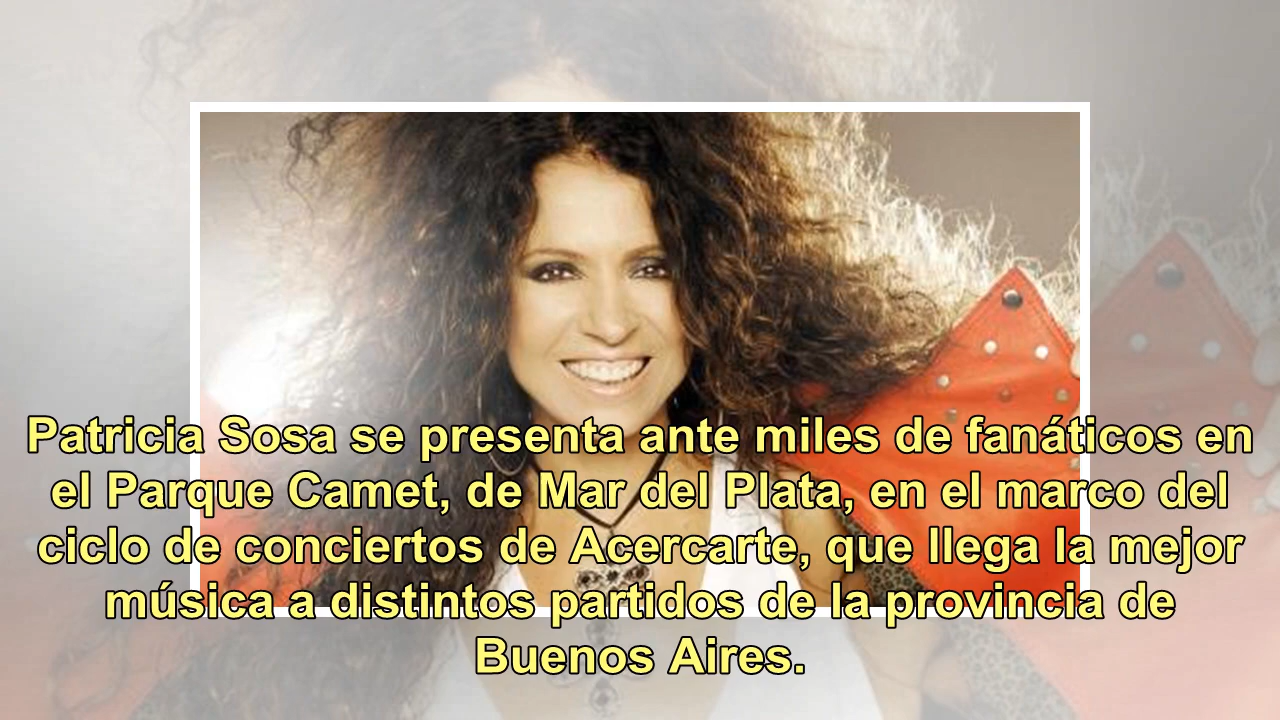 Patricia Sosa se presenta ante miles de fanáticos en
el Parque Camet, de Mar del Plata, en el marco del
ciclo de conciertos de Acercarte, que llega la mejor
música a distintos partidos de la provincia de
Buenos Aires.